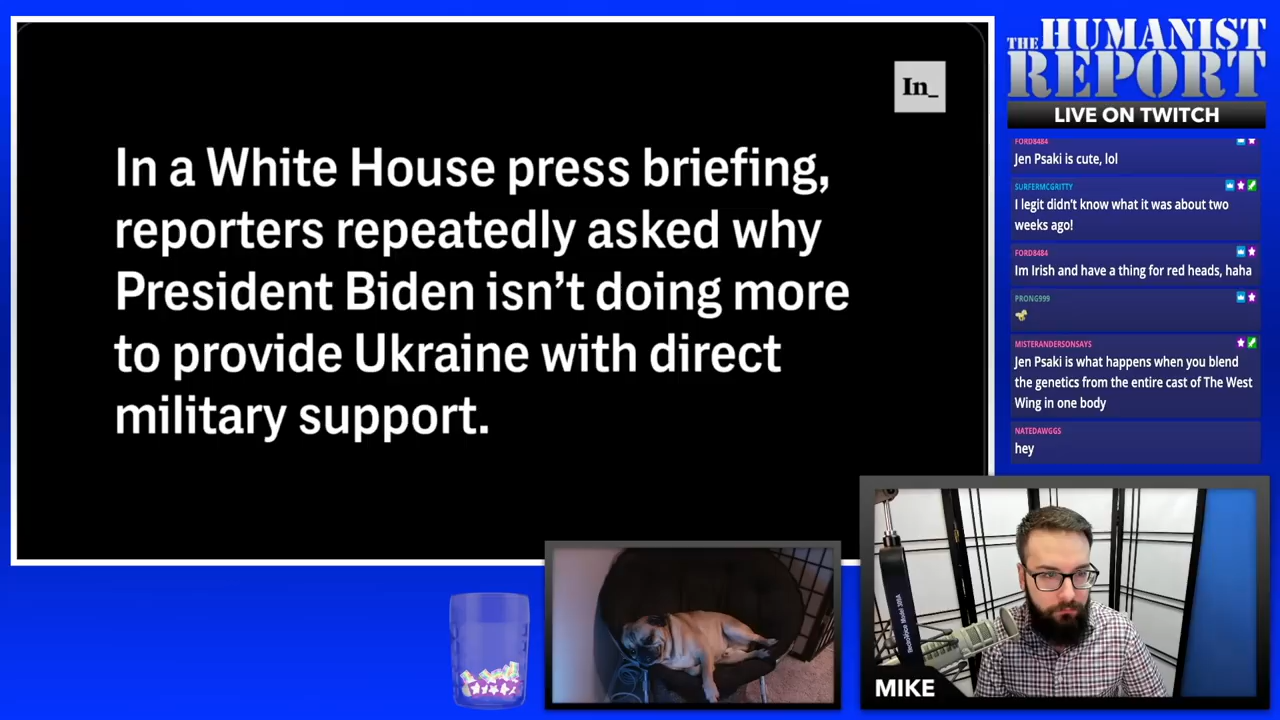 In_
In a White House press briefing,
reporters repeatedly asked why
President Biden isn't doing more
to provide Ukraine with direct
military support.
THE HUMANIST
REPORT
LIVE ON TWITCH
FORD8484
Jen Psaki is cute, lol
SURFERMCGRITTY
I legit didn't know what it was about two
weeks ago!
FORD8484
Im Irish and have a thing for red heads, haha
PRONG999
MISTERANDERSONSAYS
Jen Psaki is what happens when you blend
the genetics from the entire cast of The West
Wing in one body
NATEDAWGGS
hey
MIKE